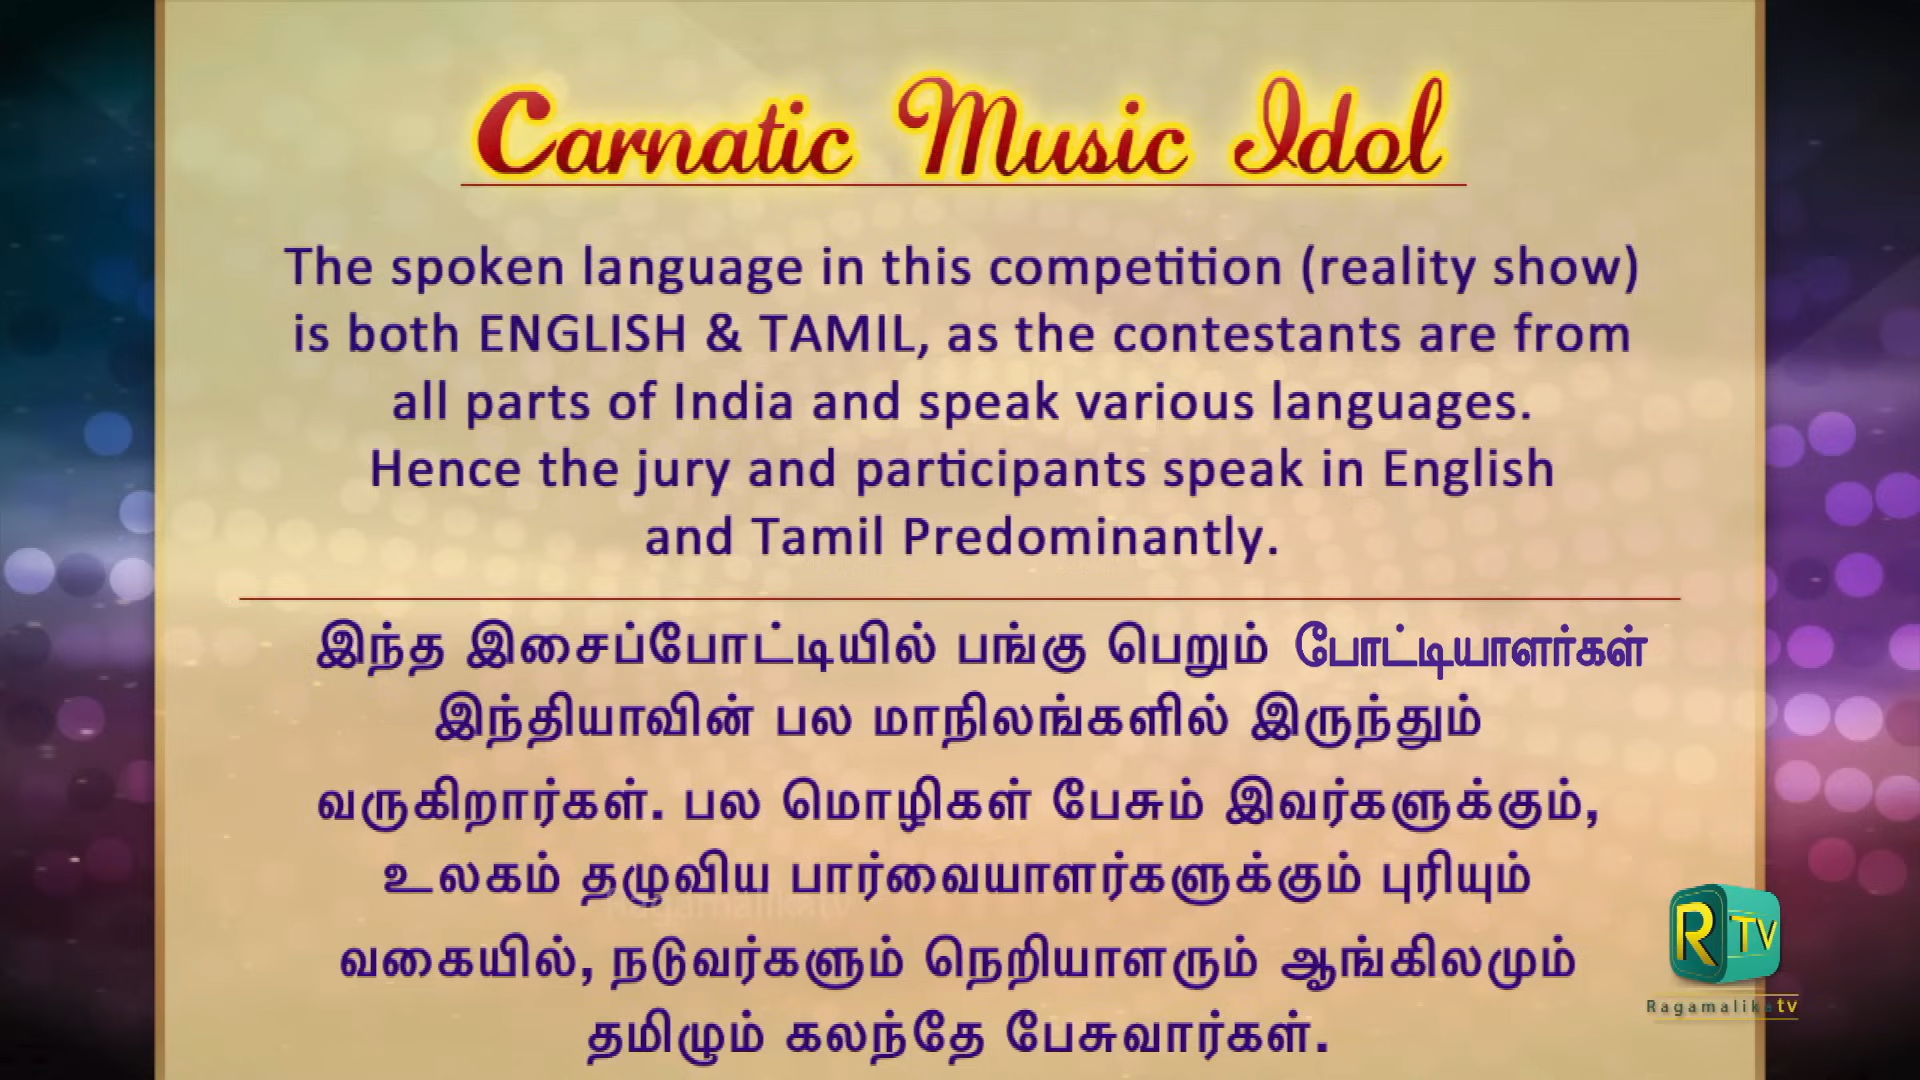 Carnatic Music Idol
The spoken language in this competition (reality show)
is both ENGLISH & TAMIL, as the contestants are from
all parts of India and speak various languages.
Hence the jury and participants speak in English
and Tamil Predominantly.
இந்த இசைப்போட்டியில் பங்கு பெறும் போட்டியாளர்கள்
இந்தியாவின் பல மாநிலங்களில் இருந்தும்
வருகிறார்கள். பல மொழிகள் பேசும் இவர்களுக்கும்,
உலகம் தழுவிய பார்வையாளர்களுக்கும் புரியும்
Ragamalikatv
வகையில், நடுவர்களும் நெறியாளரும் ஆங்கிலமும்
தமிழும் கலந்தே பேசுவார்கள்.
R TV
Ragamalikatv